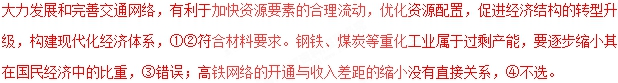 大力发展和完善交通网络，有利于加快资源要素的合理流动，优化资源配置，促进经济结构的转型升
级，构建现代化经济体系，①②符合材料要求。钢铁、煤炭等重化工业属于过剩产能，要逐步缩小其
在国民经济中的比重，③错误；高铁网络的开通与收入差距的缩小没有直接关系，④不选。